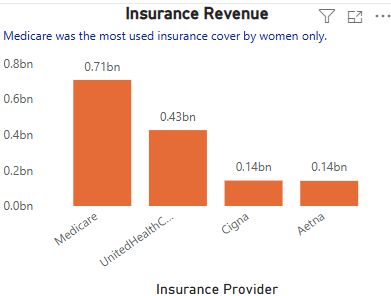 Insurance Revenue
Medicare was the most used insurance cover by women only.
0.8bn
0.6bn
0.4bn
0.2bn
0.0bn
0.71bn
0.43bn
0.14bn
0.14bn
Medicare
UnitedHealthC...
Cigna
Aetna
Insurance Provider